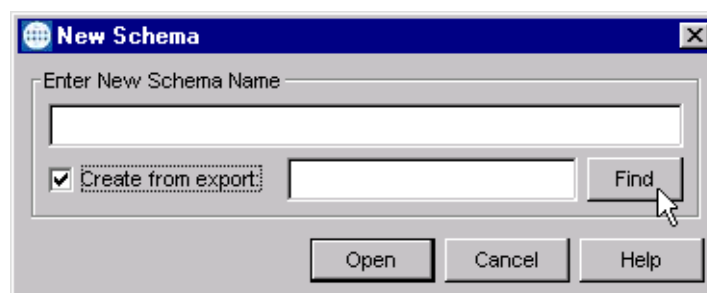 New Schema
Enter New Schema Name
Create from export: Find
Open Cancel Help